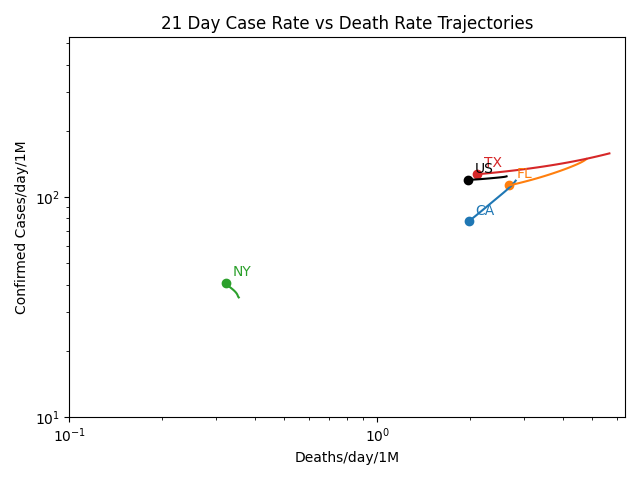 21 Day Case Rate vs Death Rate Trajectories
Confirmed Cases/day/1M
10²
10¹
TX
US
FL
CA
NY
10⁻¹
10⁰
Deaths/day/1M